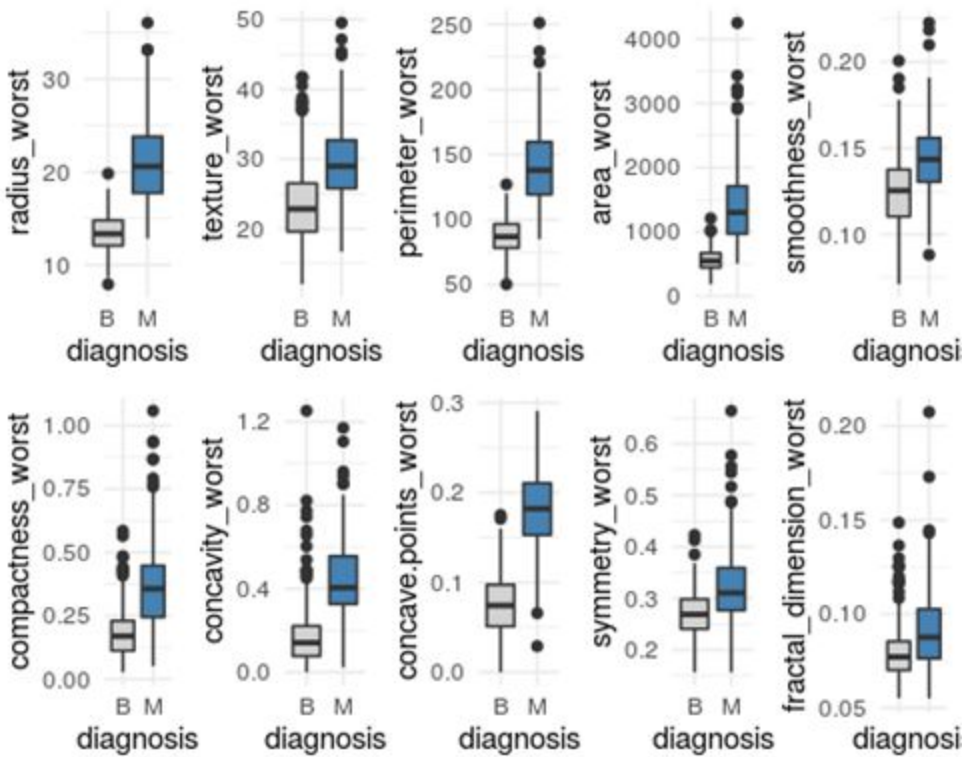 radius_worst
30
20
10
B M
diagnosis
texture_worst
50
40
30
20
B M
diagnosis
perimeter_worst
250
200
150
100
50
B M
diagnosis
area_worst
4000
3000
2000
1000
0
B M
diagnosis
smoothness_worst
0.20
0.15
0.10
B M
diagnosi
compactness_worst
1.00
0.75
0.50
0.25
0.00
B M
diagnosis
concavity_worst
1.2
0.8
0.4
0.0
B M
diagnosis
concave.points_worst
0.3
0.2
0.1
0.0
B M
diagnosis
symmetry_worst
0.6
0.5
0.4
0.3
0.2
B M
diagnosis
fractal_dimension_worst
0.20
0.15
0.10
0.05
B M
diagnosi